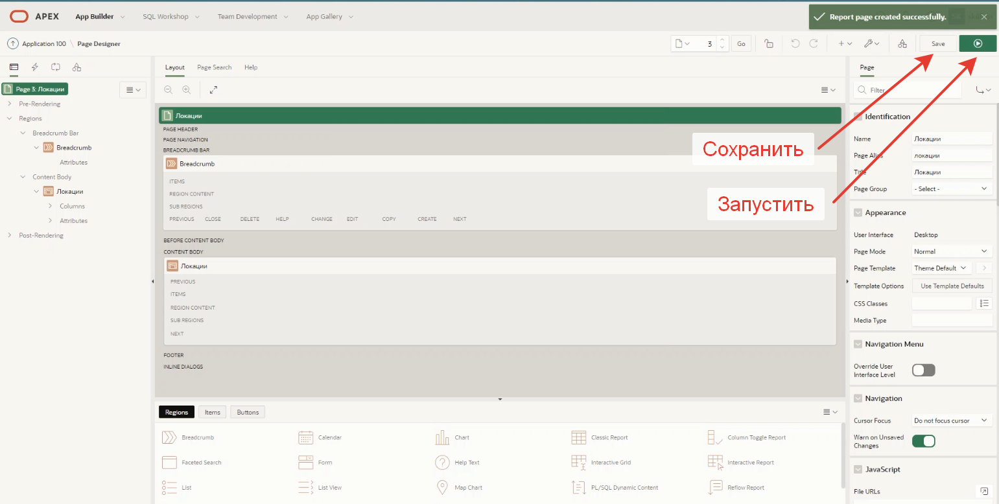 APEX App Builder SQL Workshop Team Development App Gallery
Report page created successfully.
Application 100 \ Page Designer
3 Go Save
Layout Page Search Help
Page
Page 3: Локации
Filter
Pre-Rendering
Regions
Breadcrumb Bar
Breadcrumb
Attributes
Content Body
Локации
Columns
Attributes
Post-Rendering
Локации
PAGE HEADER
PAGE NAVIGATION
BREADCRUMB BAR
Breadcrumb
ITEMS
REGION CONTENT
SUB REGIONS
PREVIOUS CLOSE DELETE HELP CHANGE EDIT COPY CREATE NEXT
BEFORE CONTENT BODY
CONTENT BODY
Локации
PREVIOUS
ITEMS
REGION CONTENT
SUB REGIONS
NEXT
FOOTER
INLINE DIALOGS
Сохранить
Запустить
Regions Items Buttons
Breadcrumb Calendar Chart Classic Report Column Toggle Report
Faceted Search Form Help Text Interactive Grid Interactive Report
List List View Map Chart PL/SQL Dynamic Content Reflow Report
Identification
Name Локации
Page Alias локации
Title Локации
Page Group - Select -
Appearance
User Interface Desktop
Page Mode Normal
Page Template Theme Default
Template Options Use Template Defaults
CSS Classes
Media Type
Navigation Menu
Override User
Interface Level
Navigation
Cursor Focus Do not focus cursor
Warn on Unsaved
Changes
JavaScript
File URLs